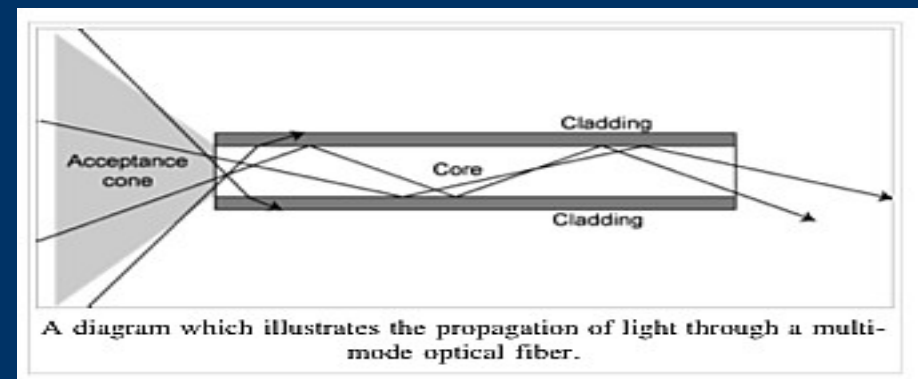 Cladding
Acceptance
cone
Core
Cladding
A diagram which illustrates the propagation of light through a multi-
mode optical fiber.